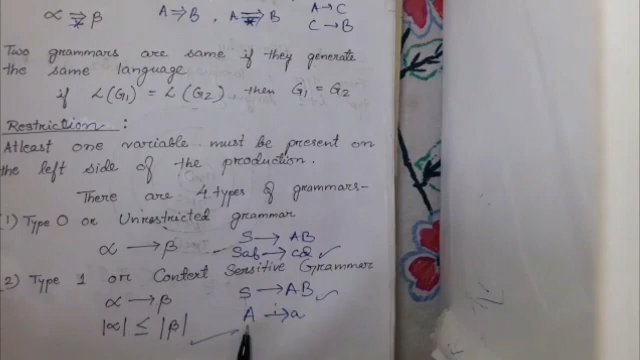 α ⇒* β   A ⇒ B , A ⇒* B   A → C
C → B
Two grammars are same if they generate
the same language
if L(G1) = L(G2), then G1 = G2
Restriction :
Atleast one variable must be present on
the left side of the production.
There are 4 types of grammars-
(1) Type 0 or Unrestricted grammar
α → β   S → AB
Sab → cd ✓
(2) Type 1 or Context Sensitive Grammar
α → β   S → AB ✓
|α| ≤ |β|   A → a